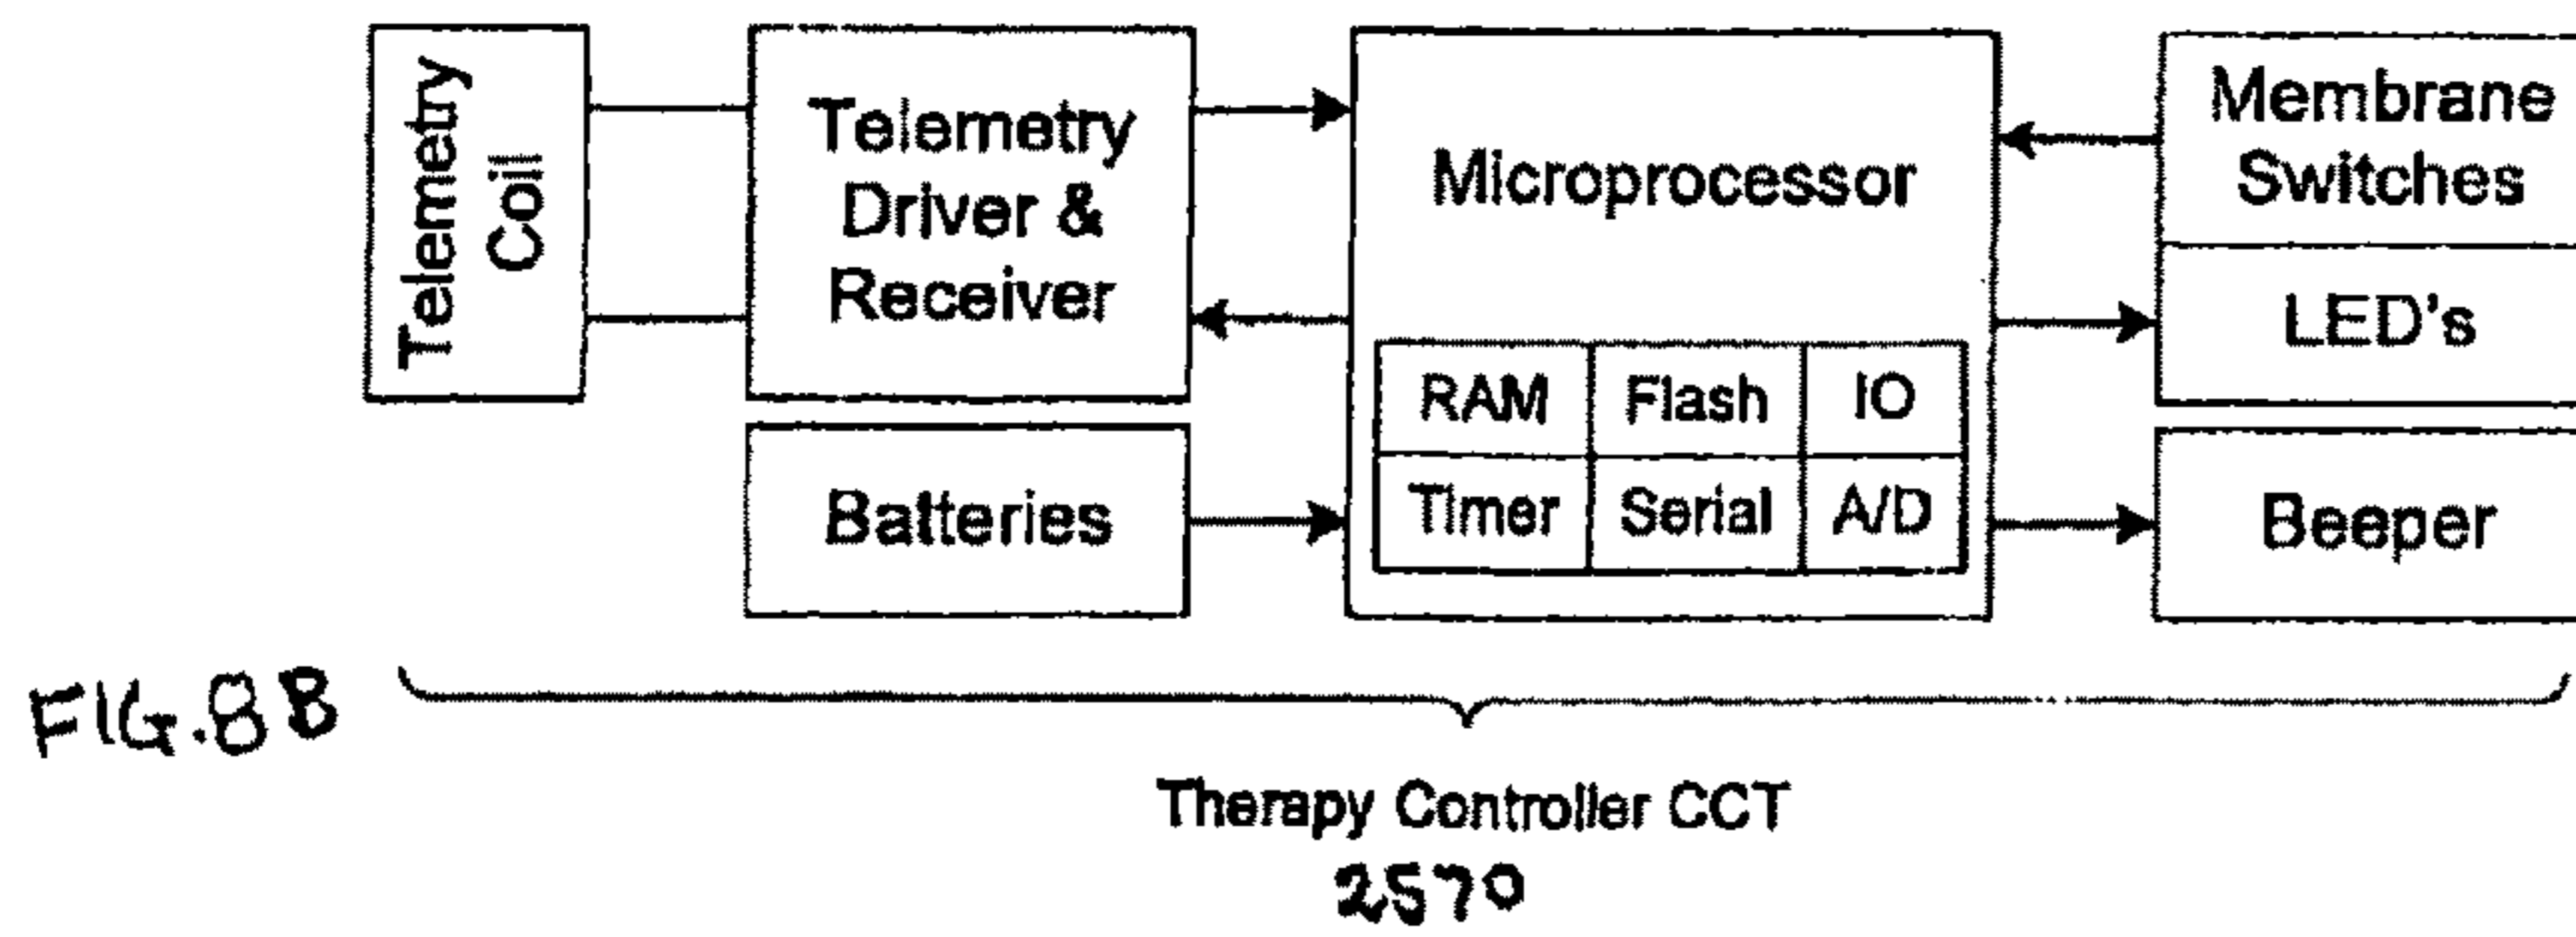 Telemetry
Coil
Telemetry
Driver &
Receiver
Batteries
Microprocessor
RAM Flash IO
Timer Serial A/D
Membrane
Switches
LED's
Beeper
FIG.8B
Therapy Controller CCT
2570